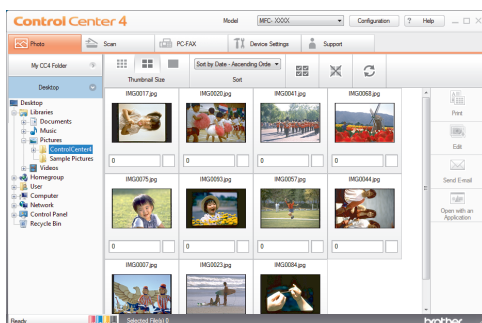 Control Center 4
Model MFC- XXXX Configuration ? Help
Photo Scan PC-FAX Device Settings Support
My CC4 Folder
Desktop
Thumbnail Size
Sort by Date - Ascending Orde
Sort
Desktop
Libraries
Documents
Music
Pictures
ControlCenter4
Sample Pictures
Videos
Homegroup
User
Computer
Network
Control Panel
Recycle Bin
IMG0017.jpg IMG0020.jpg IMG0041.jpg IMG0068.jpg
0 0 0 0
IMG0075.jpg IMG0093.jpg IMG0057.jpg IMG0044.jpg
0 0 0 0
IMG0007.jpg IMG0023.jpg IMG0084.jpg
Print
Edit
Send E-mail
Open with an
Application
Ready Selected File(s) 0
brother